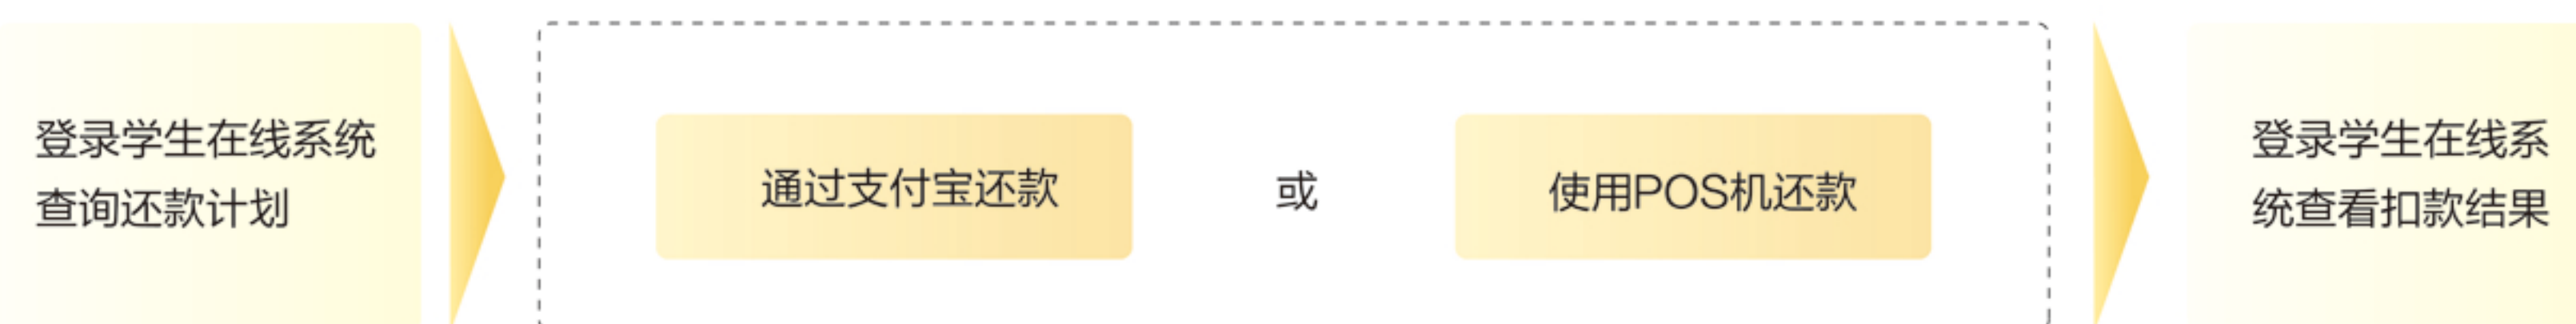 登录学生在线系统
查询还款计划
通过支付宝还款
或
使用POS机还款
登录学生在线系
统查看扣款结果